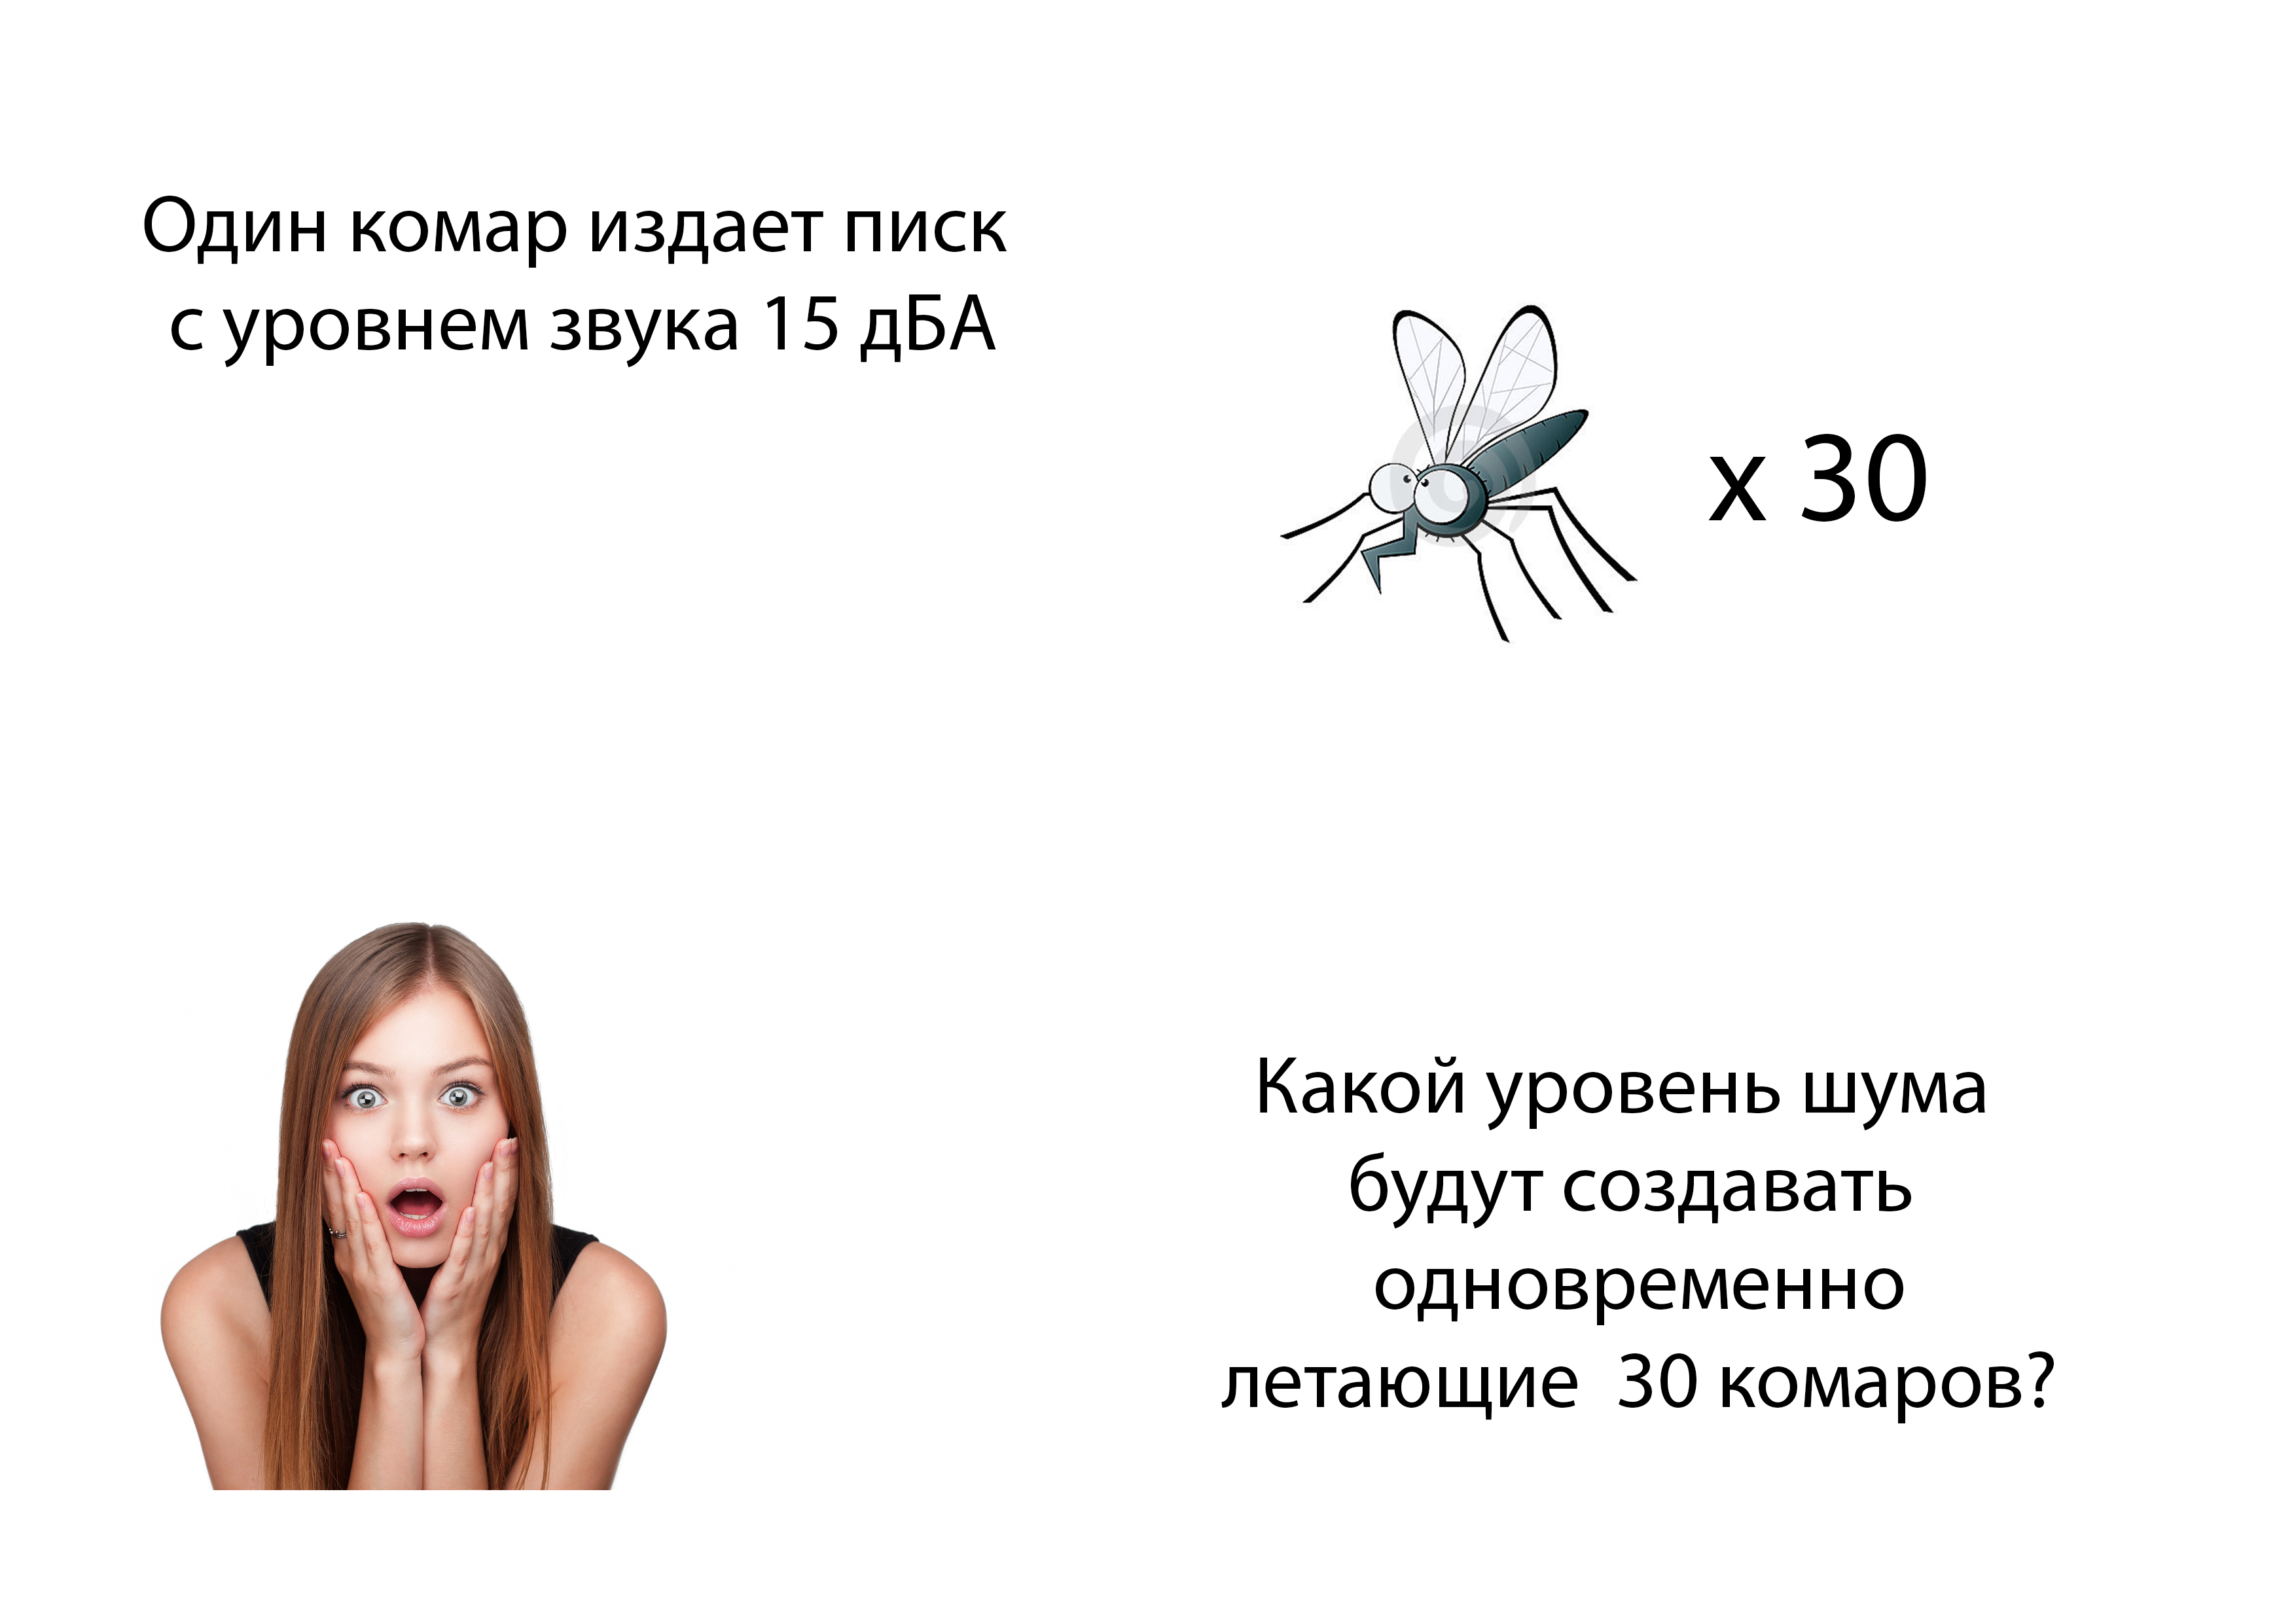 Один комар издает писк
с уровнем звука 15 дБА
x 30
Какой уровень шума
будут создавать
одновременно
летающие 30 комаров?